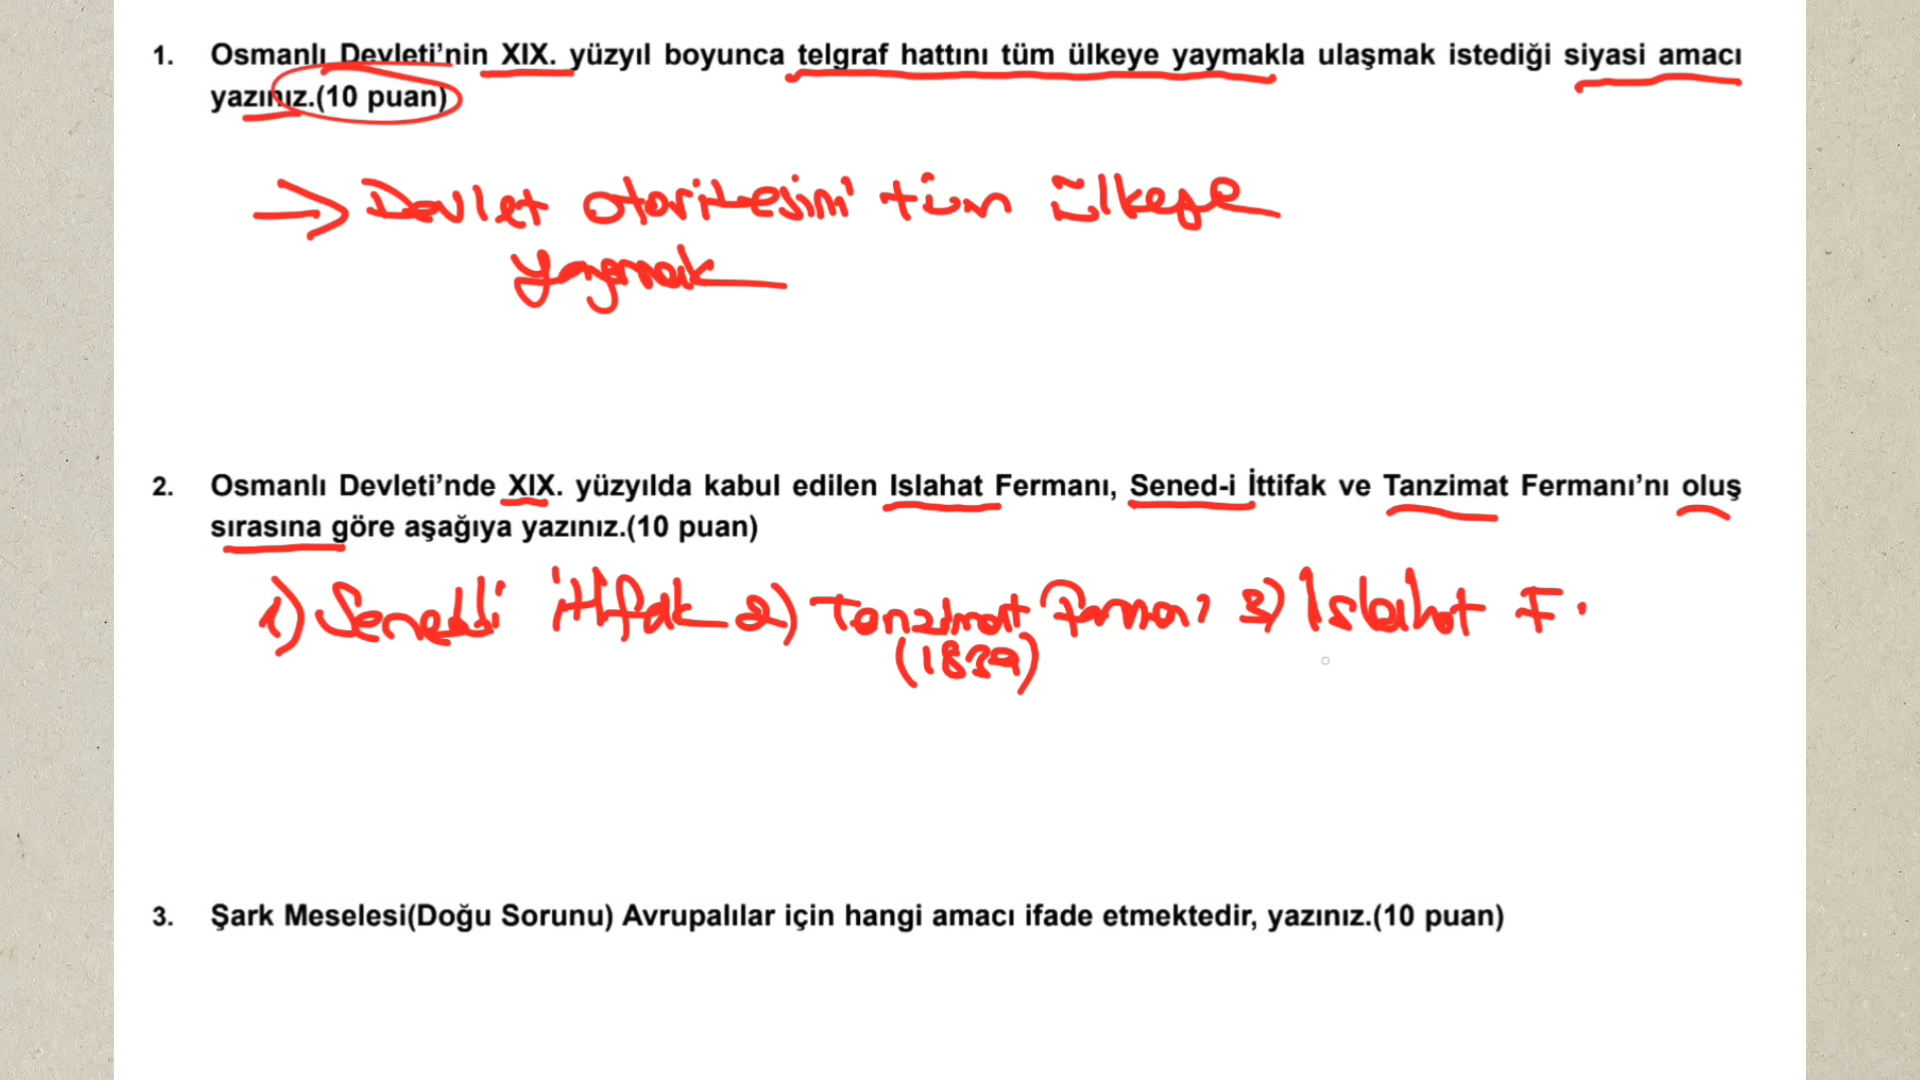 1. Osmanlı Devleti’nin XIX. yüzyıl boyunca telgraf hattını tüm ülkeye yaymakla ulaşmak istediği siyasi amacı
yazınız.(10 puan)
→ Devlet otoritesini tüm ülkeye
yaymak
2. Osmanlı Devleti’nde XIX. yüzyılda kabul edilen Islahat Fermanı, Sened-i İttifak ve Tanzimat Fermanı’nı oluş
sırasına göre aşağıya yazınız.(10 puan)
1) Senedi ittifak 2) Tanzimat Fermanı 3) Islahat F.
(1839)
3. Şark Meselesi(Doğu Sorunu) Avrupalılar için hangi amacı ifade etmektedir, yazınız.(10 puan)